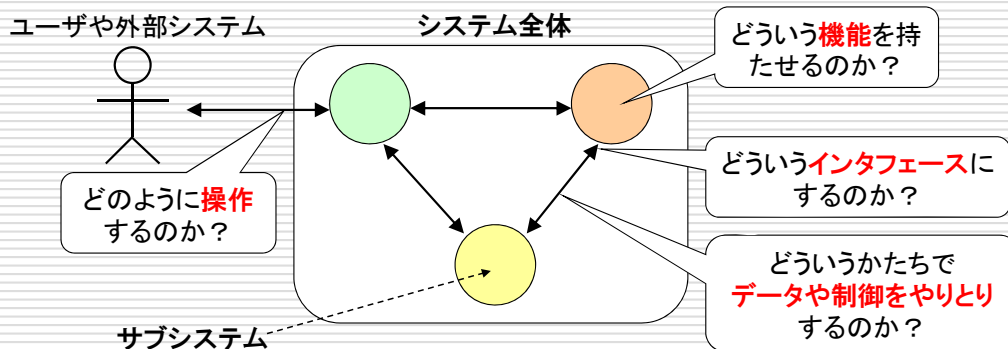 ユーザや外部システム
システム全体
どういう機能を持
たせるのか？
どういうインタフェースに
するのか？
どのように操作
するのか？
どういうかたちで
データや制御をやりとり
するのか？
サブシステム